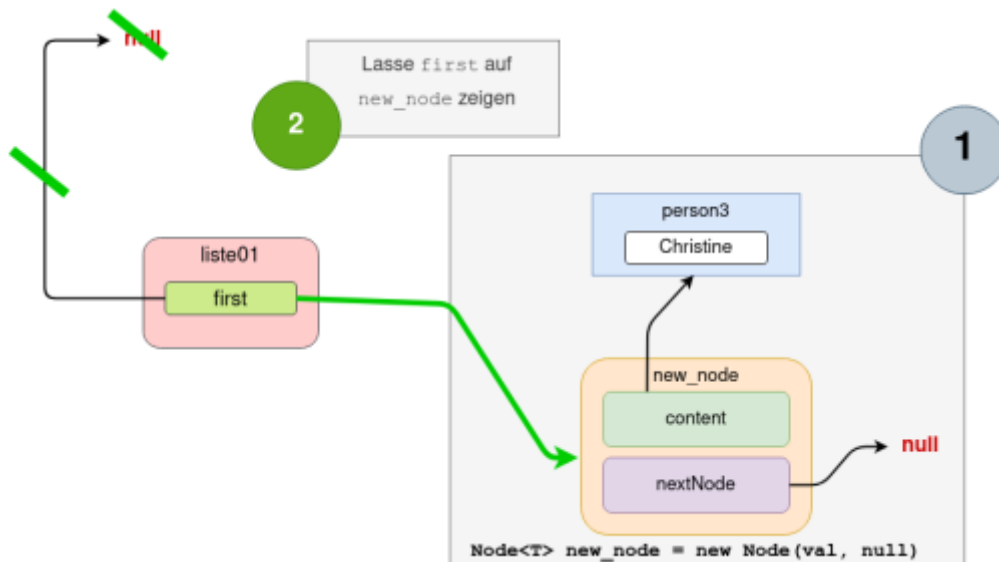 null
Lasse first auf
new_node zeigen
2
1
person3
Christine
liste01
first
new_node
content
null
nextNode
Node<T> new_node = new Node(val, null)